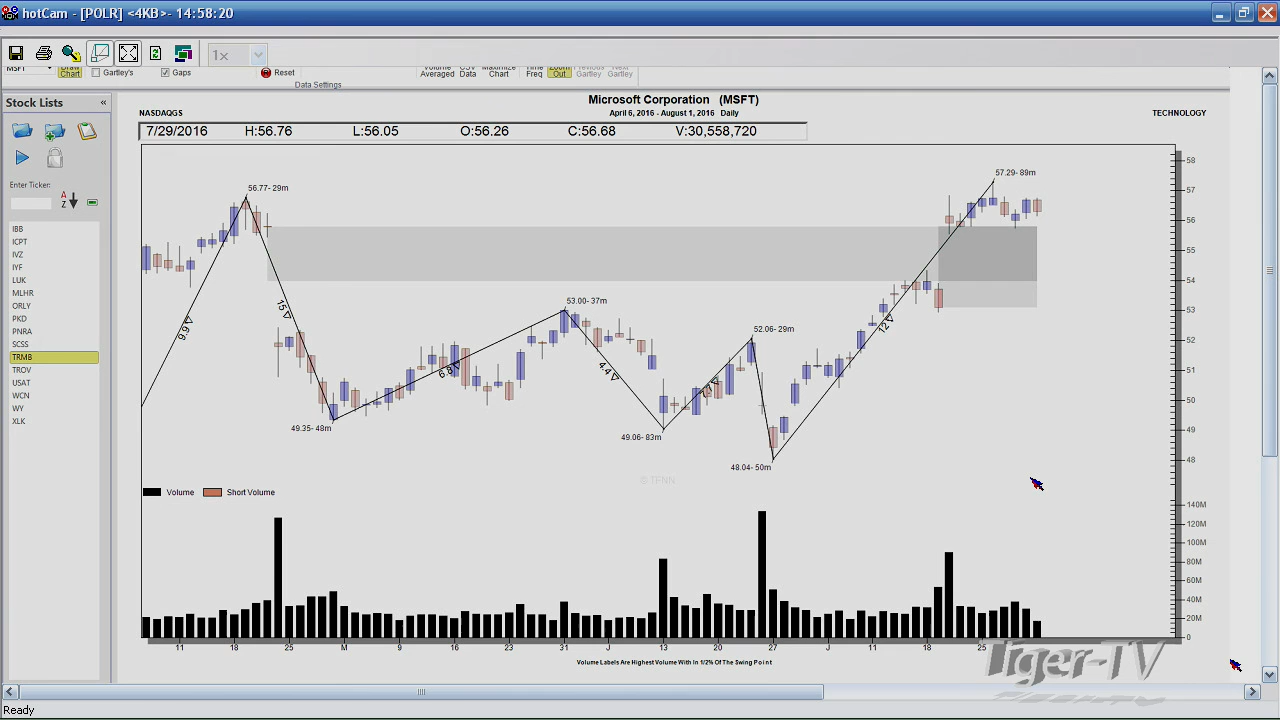 hotCam - [POLR] <4KB>- 14:58:20
1x
MSFT Draw Chart Gartley's Gaps Reset Volume Averaged CSV Data Maximize Chart Time Freq Zoom Out Previous Gartley Next Gartley
Data Settings
Stock Lists «
Enter Ticker:
A
Z
IBB
ICPT
IVZ
IYF
LUK
MLHR
ORLY
PKD
PNRA
SCSS
TRMB
TROV
USAT
WCN
WY
XLK
Microsoft Corporation (MSFT)
NASDAQGS April 6, 2016 - August 1, 2016 Daily TECHNOLOGY
7/29/2016 H:56.76 L:56.05 O:56.26 C:56.68 V:30,558,720
56.77- 29m
57.29- 89m
53.00- 37m
52.06- 29m
49.35- 48m
49.06- 83m
48.04- 50m
9.9
15
6.8
4.4
12
58
57
56
55
54
53
52
51
50
49
48
© TFNN
Volume Short Volume
140M
120M
100M
80M
60M
40M
20M
0
11 18 25 M 9 16 23 31 J 13 20 27 J 11 18 25
Volume Labels Are Highest Volume With In 1/2% Of The Swing Point
Tiger-TV
Ready